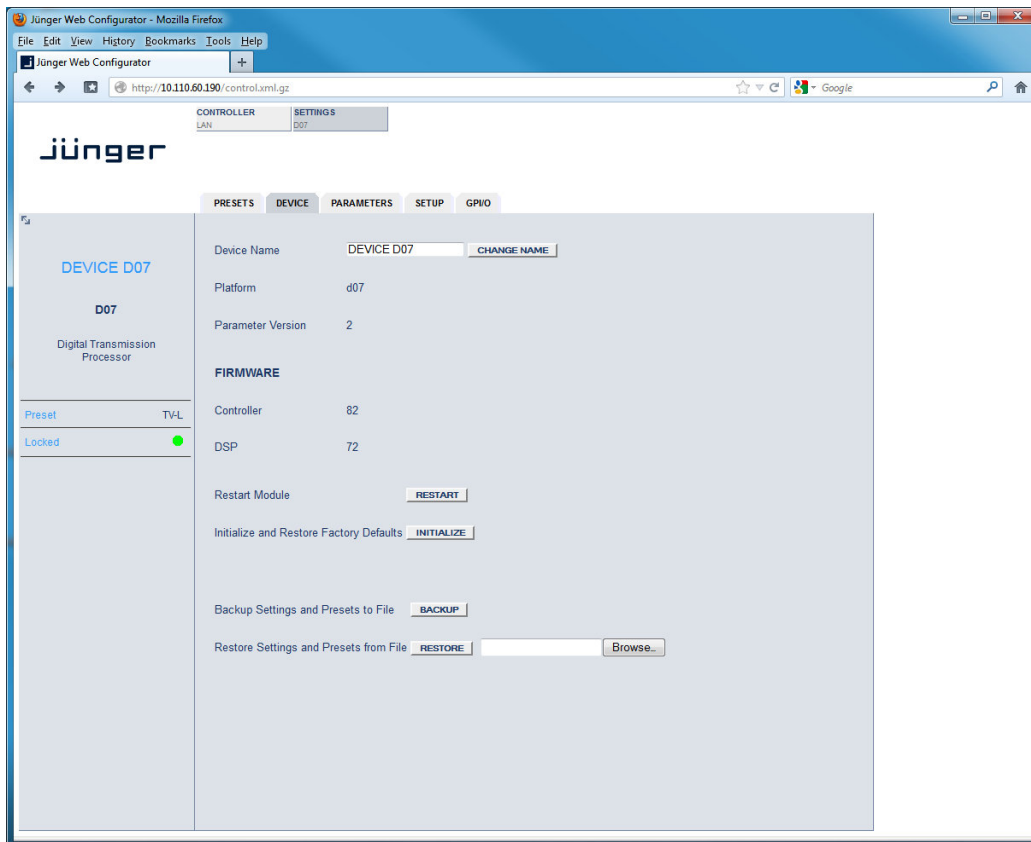 Jünger Web Configurator - Mozilla Firefox
File Edit View History Bookmarks Tools Help
Jünger Web Configurator +
http://10.110.60.190/control.xml.gz Google
CONTROLLER SETTINGS
LAN D07
jünger
PRESETS DEVICE PARAMETERS SETUP GPI/O
Device Name DEVICE D07 CHANGE NAME
DEVICE D07
Platform d07
D07
Parameter Version 2
Digital Transmission
Processor
FIRMWARE
Preset TV-L
Controller 82
Locked
DSP 72
Restart Module RESTART
Initialize and Restore Factory Defaults INITIALIZE
Backup Settings and Presets to File BACKUP
Restore Settings and Presets from File RESTORE Browse..